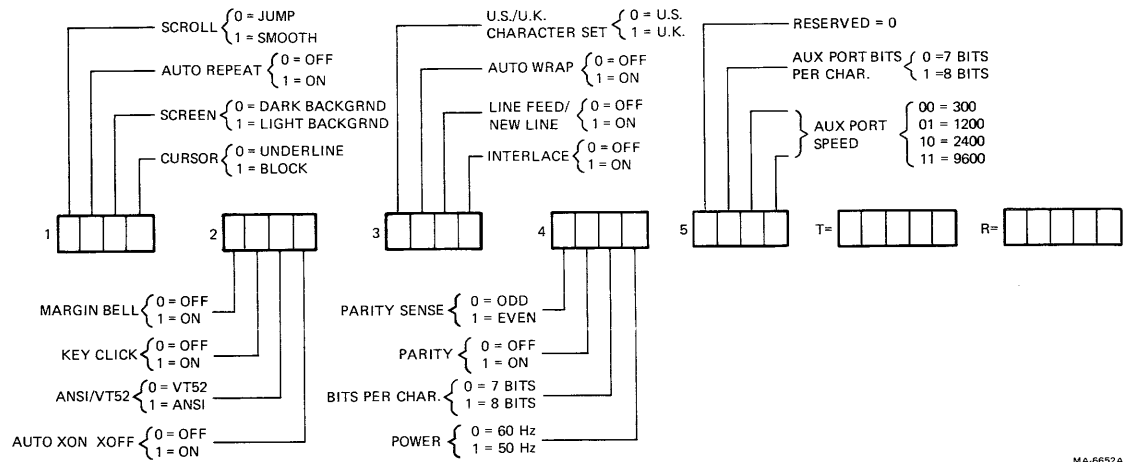 SCROLL { 0 = JUMP
1 = SMOOTH
AUTO REPEAT { 0 = OFF
1 = ON
SCREEN { 0 = DARK BACKGRND
1 = LIGHT BACKGRND
CURSOR { 0 = UNDERLINE
1 = BLOCK
U.S./U.K.
CHARACTER SET { 0 = U.S.
1 = U.K.
AUTO WRAP { 0 = OFF
1 = ON
LINE FEED/
NEW LINE { 0 = OFF
1 = ON
INTERLACE { 0 = OFF
1 = ON
RESERVED = 0
AUX PORT BITS
PER CHAR. { 0 =7 BITS
1 =8 BITS
} AUX PORT
SPEED { 00 = 300
01 = 1200
10 = 2400
11 = 9600
1 2 3 4 5 T= R=
MARGIN BELL { 0 = OFF
1 = ON
KEY CLICK { 0 = OFF
1 = ON
ANSI/VT52 { 0 = VT52
1 = ANSI
AUTO XON XOFF { 0 = OFF
1 = ON
PARITY SENSE { 0 = ODD
1 = EVEN
PARITY { 0 = OFF
1 = ON
BITS PER CHAR. { 0 = 7 BITS
1 = 8 BITS
POWER { 0 = 60 Hz
1 = 50 Hz
MA-6652A